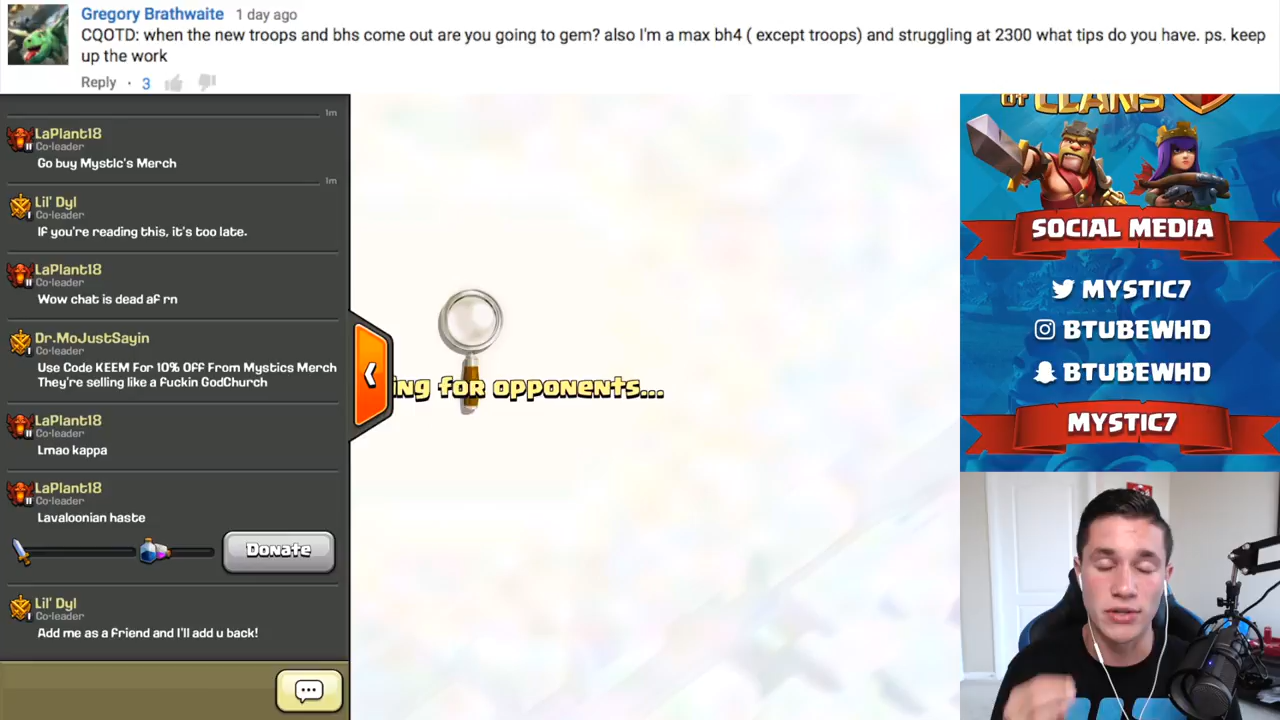 Gregory Brathwaite 1 day ago
CQOTD: when the new troops and bhs come out are you going to gem? also I'm a max bh4 ( except troops) and struggling at 2300 what tips do you have. ps. keep
up the work
Reply · 3
1m
LaPlant18
Co-leader
Go buy Mystic's Merch
1m
Lil' Dyl
Co-leader
If you're reading this, it's too late.
LaPlant18
Co-leader
Wow chat is dead af rn
Dr.MoJustSayin
Co-leader
Use Code KEEM For 10% OFF From Mystics Merch
They're selling like a fuckin GodChurch
LaPlant18
Co-leader
Lmao kappa
LaPlant18
Co-leader
Lavaloonian haste
Donate
Lil' Dyl
Co-leader
Add me as a friend and I'll add u back!
ing for opponents...
OF CLANS
SOCIAL MEDIA
MYSTIC7
BTUBEWHD
BTUBEWHD
MYSTIC7